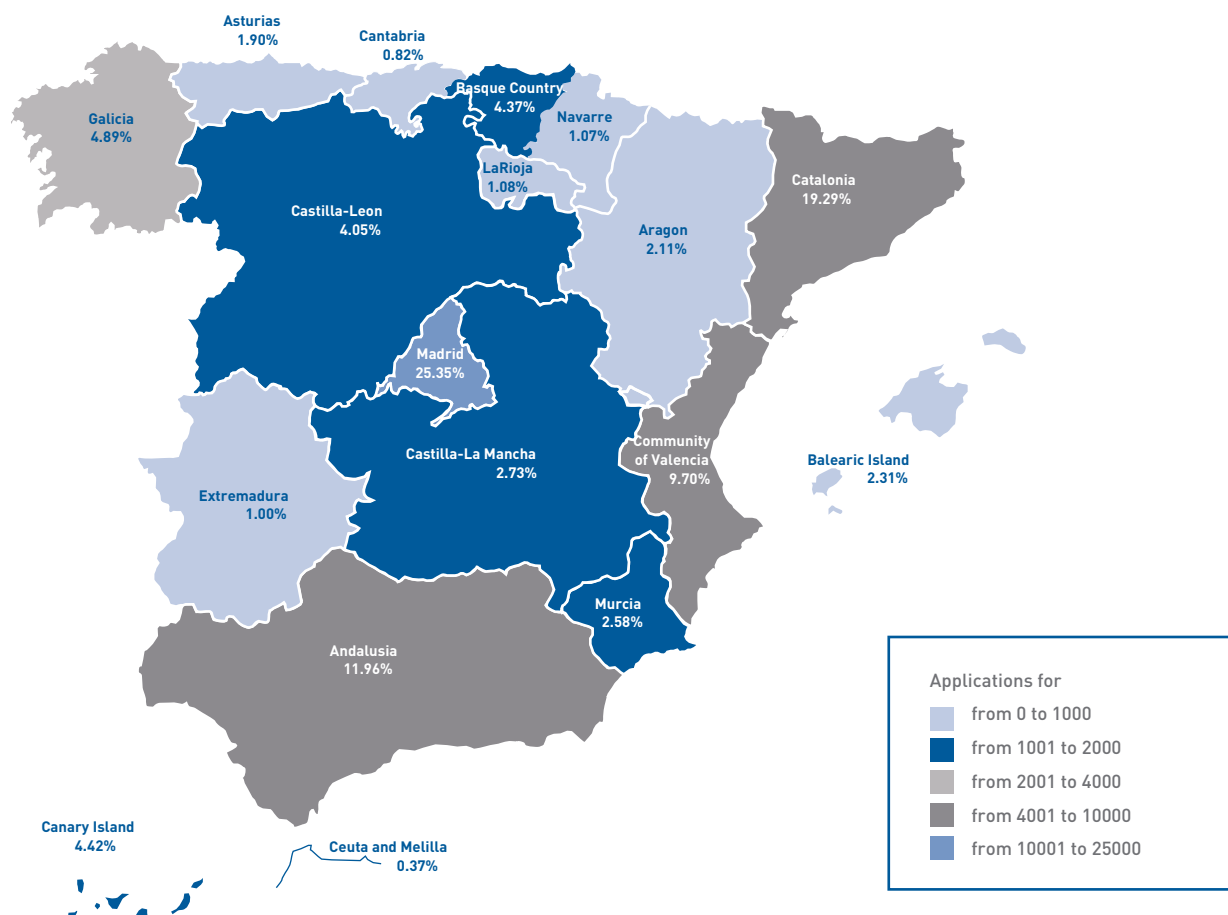 Asturias
1.90%
Cantabria
0.82%
Basque Country
4.37%
Galicia
4.89%
Navarre
1.07%
LaRioja
1.08%
Catalonia
19.29%
Castilla-Leon
4.05%
Aragon
2.11%
Madrid
25.35%
Community
of Valencia
9.70%
Castilla-La Mancha
2.73%
Balearic Island
2.31%
Extremadura
1.00%
Murcia
2.58%
Andalusia
11.96%
Canary Island
4.42%
Ceuta and Melilla
0.37%
Applications for
from 0 to 1000
from 1001 to 2000
from 2001 to 4000
from 4001 to 10000
from 10001 to 25000